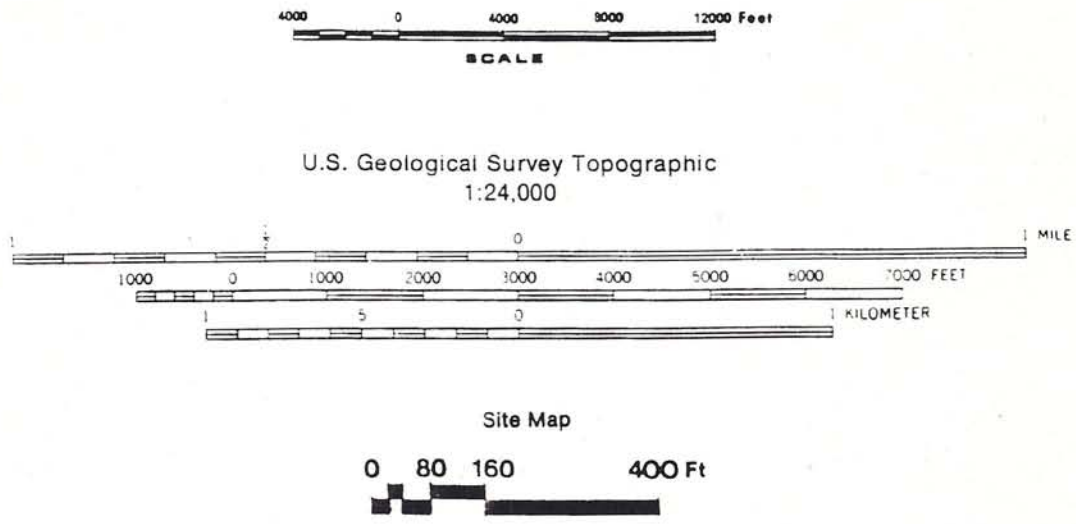 4000 0 4000 8000 12000 Feet
SCALE
U.S. Geological Survey Topographic
1:24,000
1 ½ 0 1 MILE
1000 0 1000 2000 3000 4000 5000 6000 7000 FEET
1 5 0 1 KILOMETER
Site Map
0 80 160 400 Ft